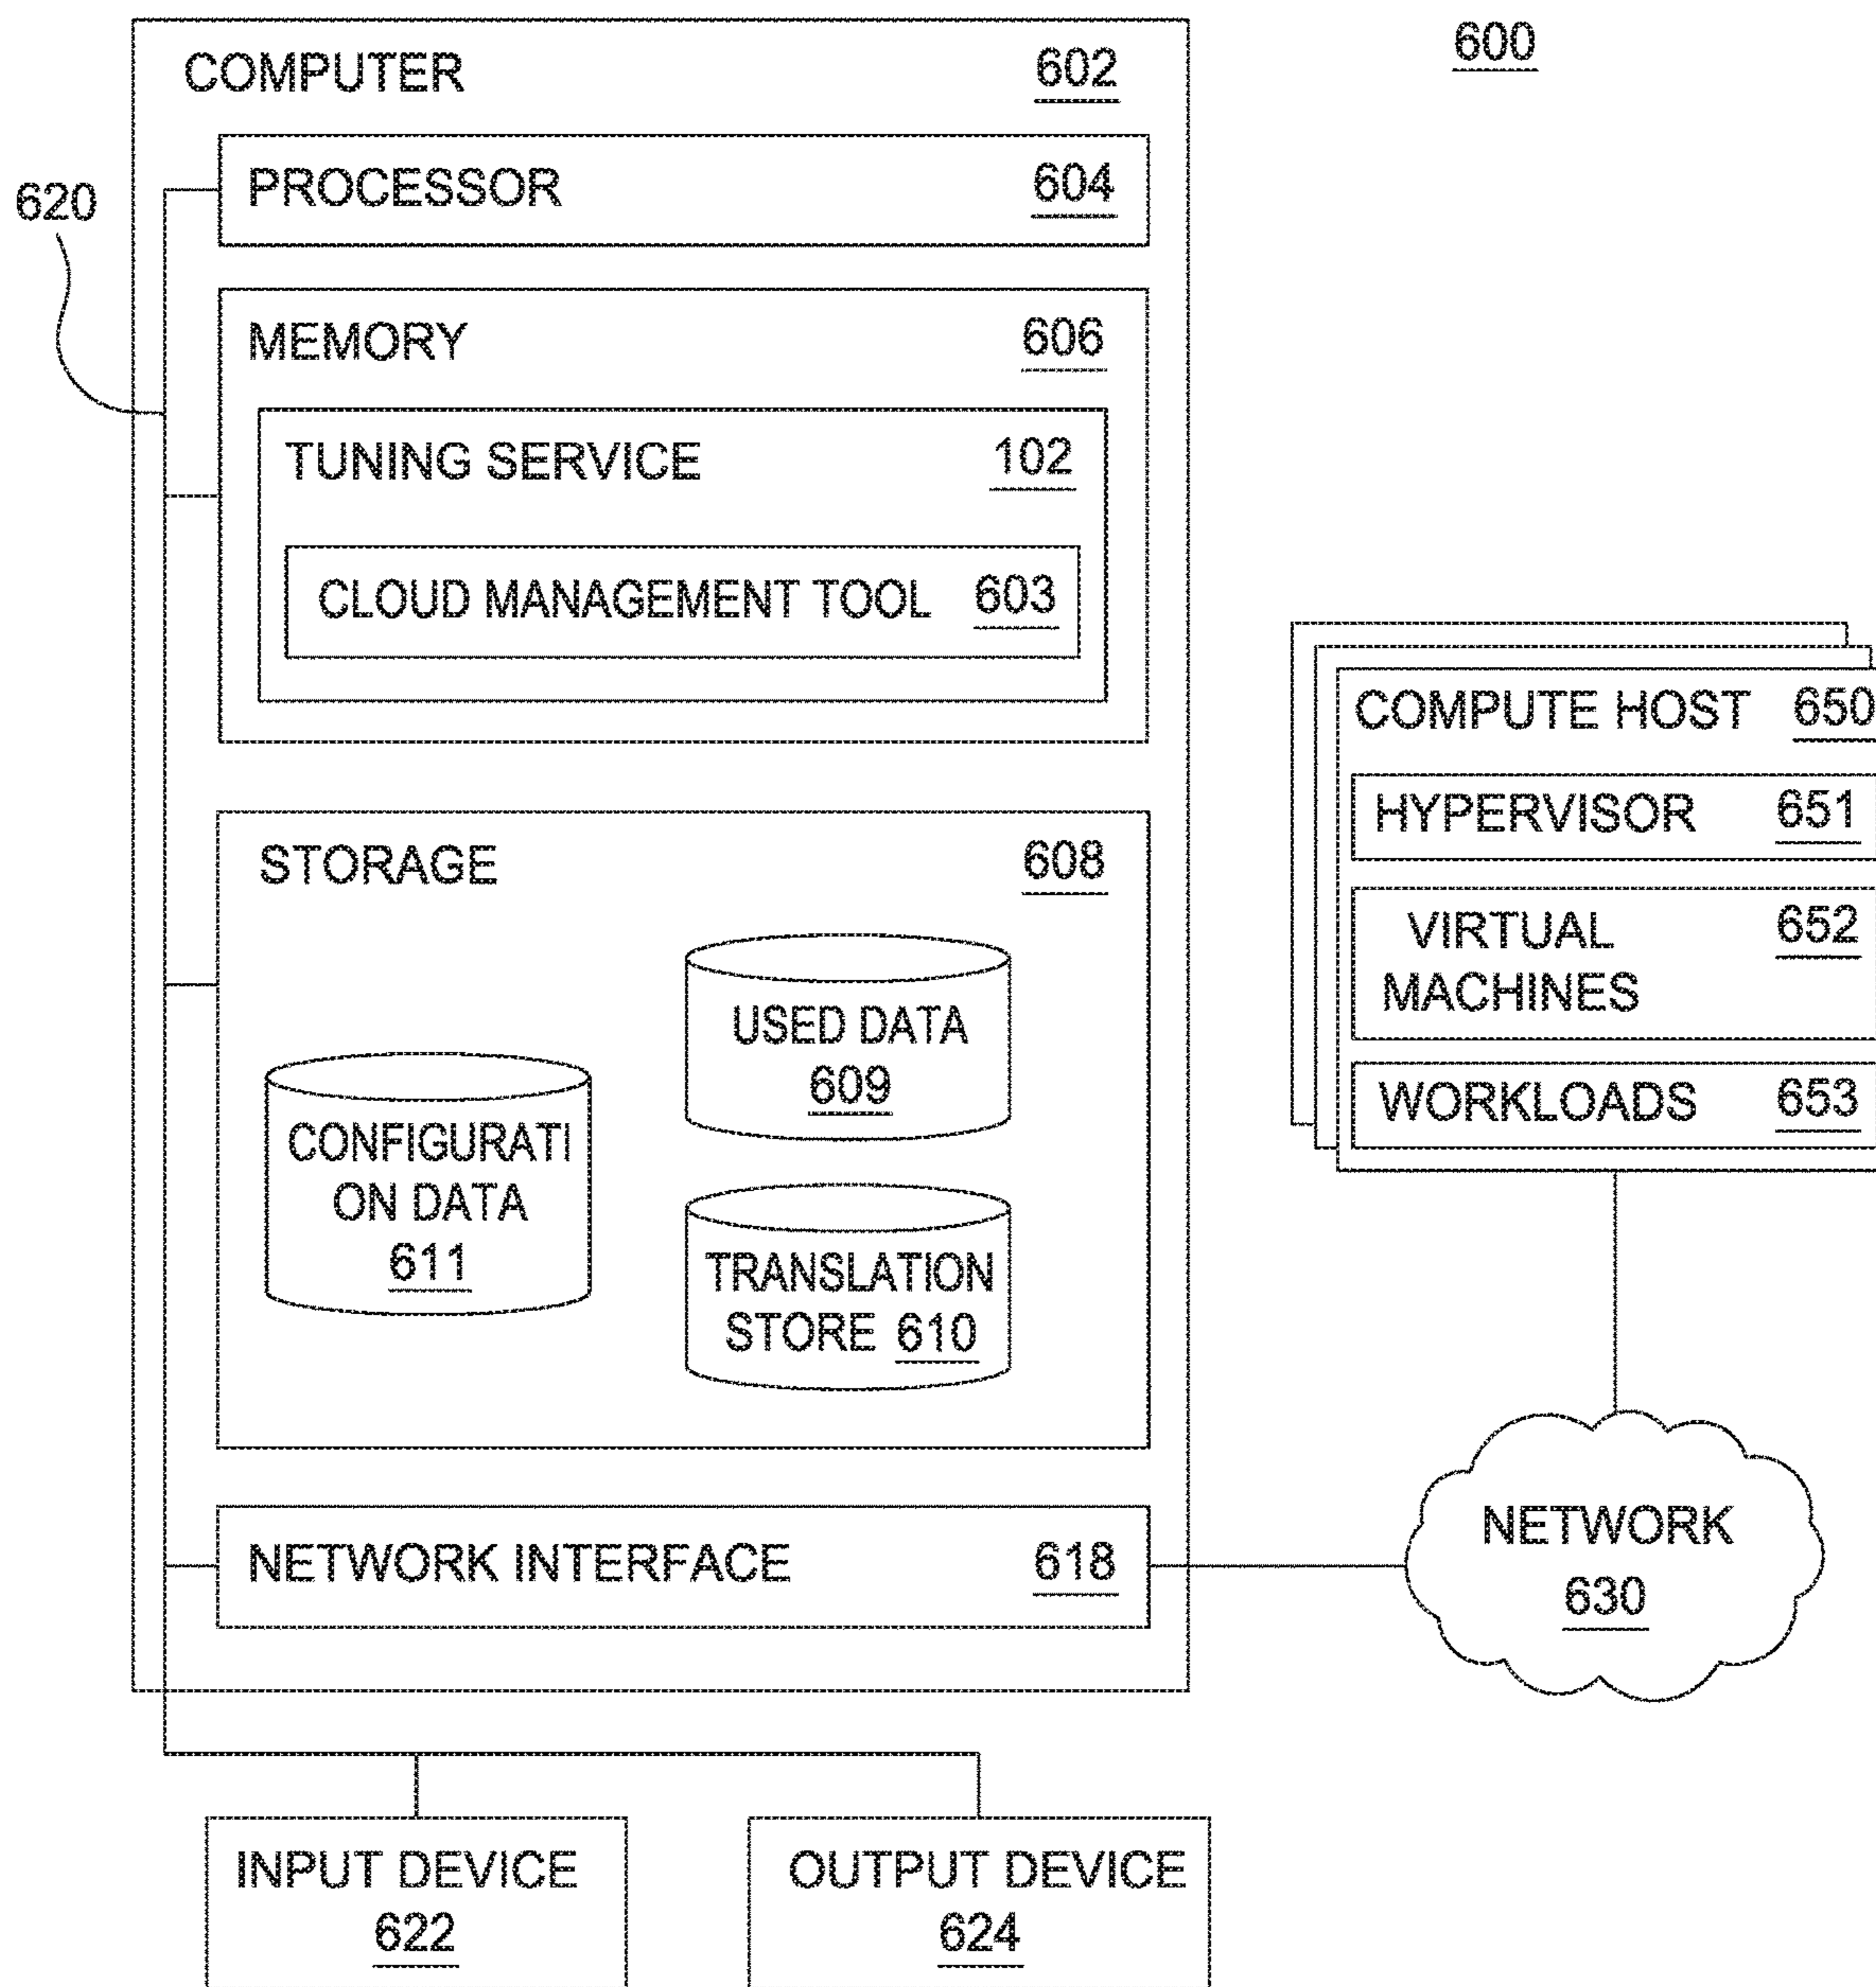 600
COMPUTER 602
620
PROCESSOR 604
MEMORY 606
TUNING SERVICE 102
CLOUD MANAGEMENT TOOL 603
STORAGE 608
USED DATA
609
CONFIGURATI
ON DATA
611
TRANSLATION
STORE 610
NETWORK INTERFACE 618
COMPUTE HOST 650
HYPERVISOR 651
VIRTUAL 652
MACHINES
WORKLOADS 653
NETWORK
630
INPUT DEVICE
622
OUTPUT DEVICE
624